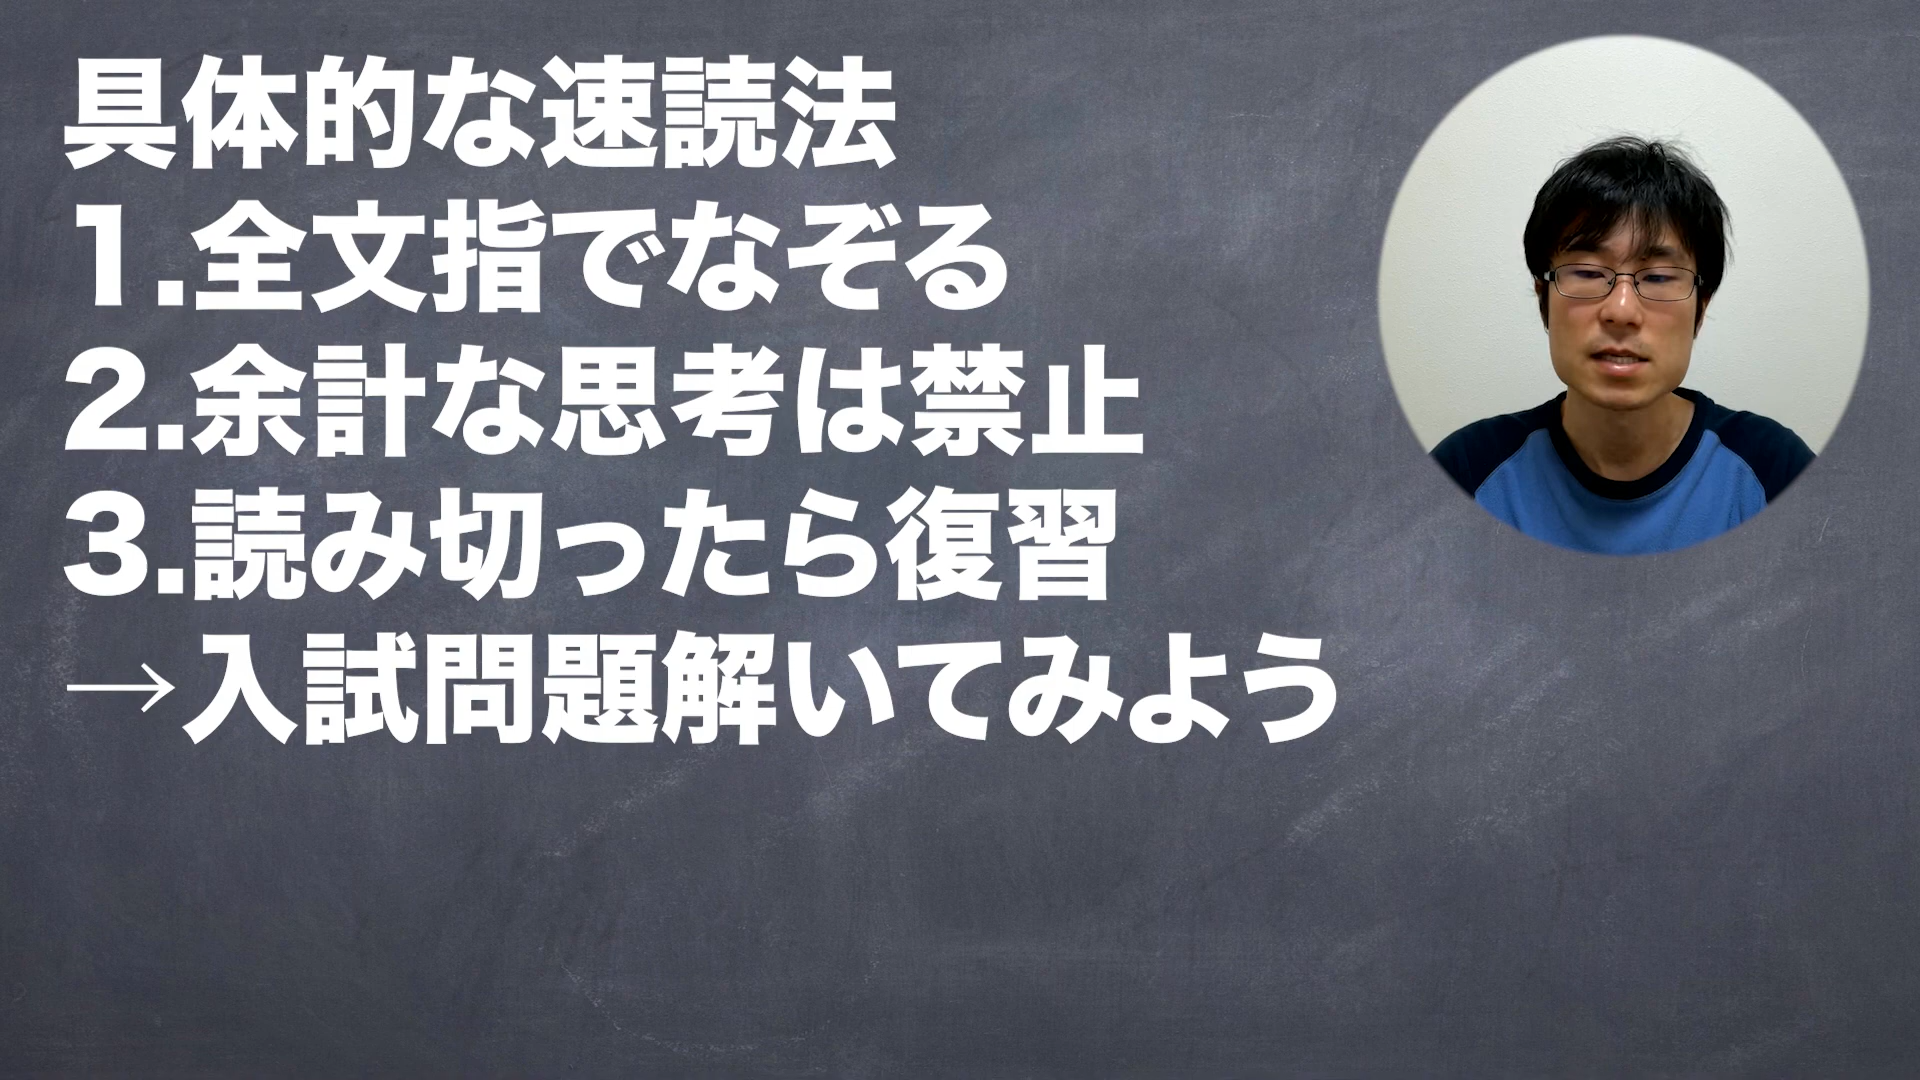 具体的な速読法
1.全文指でなぞる
2.余計な思考は禁止
3.読み切ったら復習
→入試問題解いてみよう